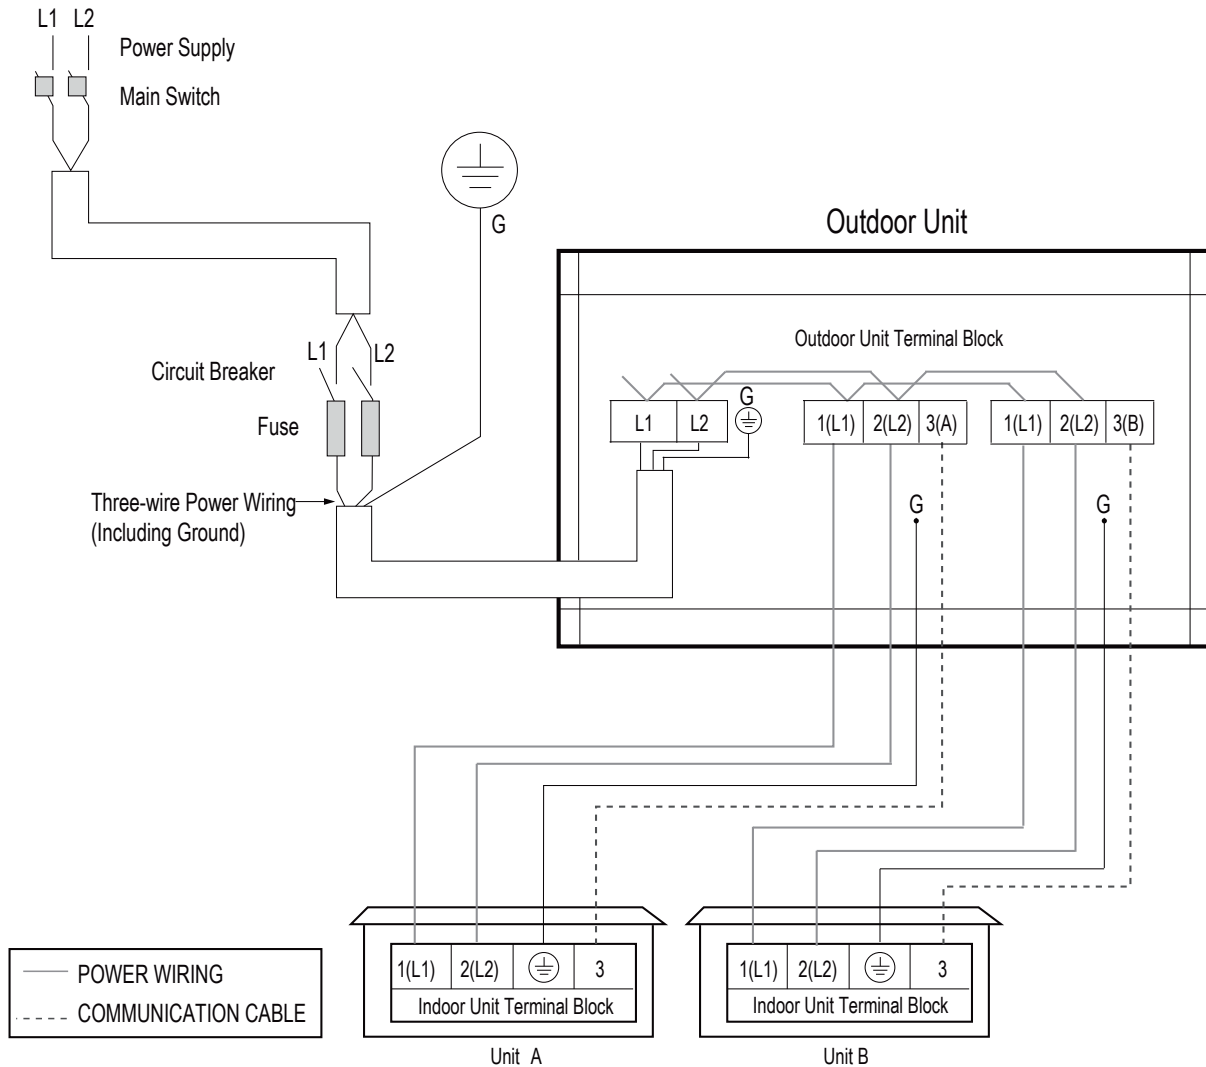 L1 L2
Power Supply
Main Switch
G
Outdoor Unit
Outdoor Unit Terminal Block
L1 L2
Circuit Breaker
Fuse
G
L1 L2
1(L1) 2(L2) 3(A)
1(L1) 2(L2) 3(B)
Three-wire Power Wiring
(Including Ground)
G
G
1(L1) 2(L2) 3
Indoor Unit Terminal Block
Unit A
1(L1) 2(L2) 3
Indoor Unit Terminal Block
Unit B
POWER WIRING
COMMUNICATION CABLE